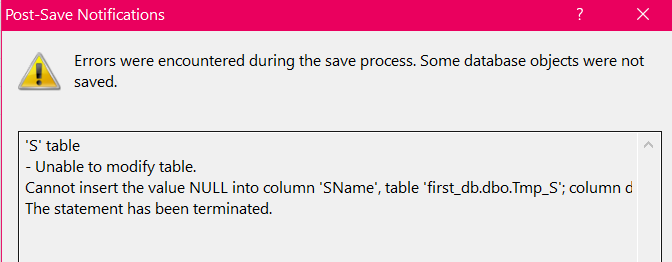 Post-Save Notifications
?
Errors were encountered during the save process. Some database objects were not
saved.
'S' table
- Unable to modify table.
Cannot insert the value NULL into column 'SName', table 'first_db.dbo.Tmp_S'; column d
The statement has been terminated.